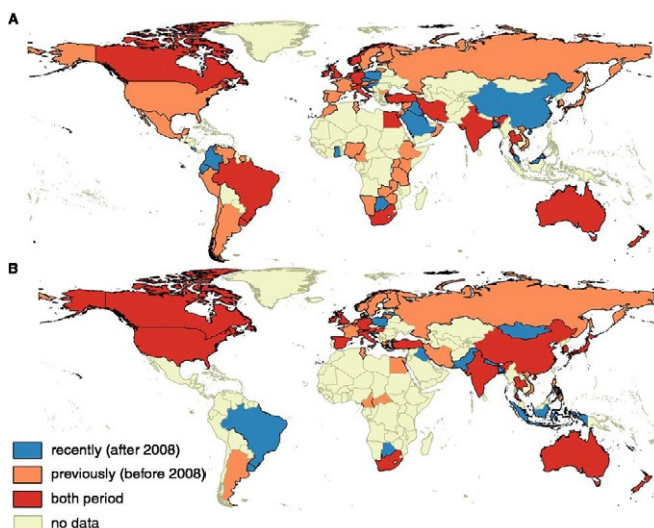 A
B
recently (after 2008)
previously (before 2008)
both period
no data